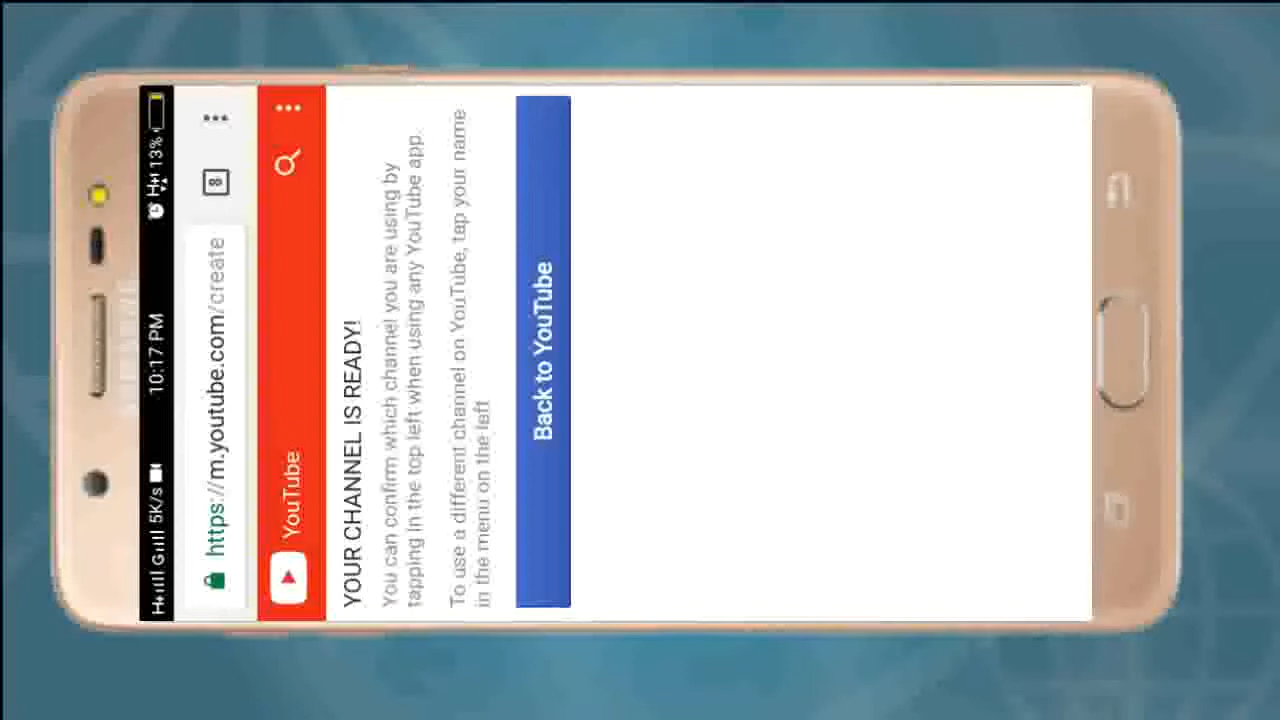 H 5K/s 10:17 PM H+ 13%
https://m.youtube.com/create 8
YouTube
YOUR CHANNEL IS READY!
You can confirm which channel you are using by
tapping in the top left when using any YouTube app.
To use a different channel on YouTube, tap your name
in the menu on the left
Back to YouTube